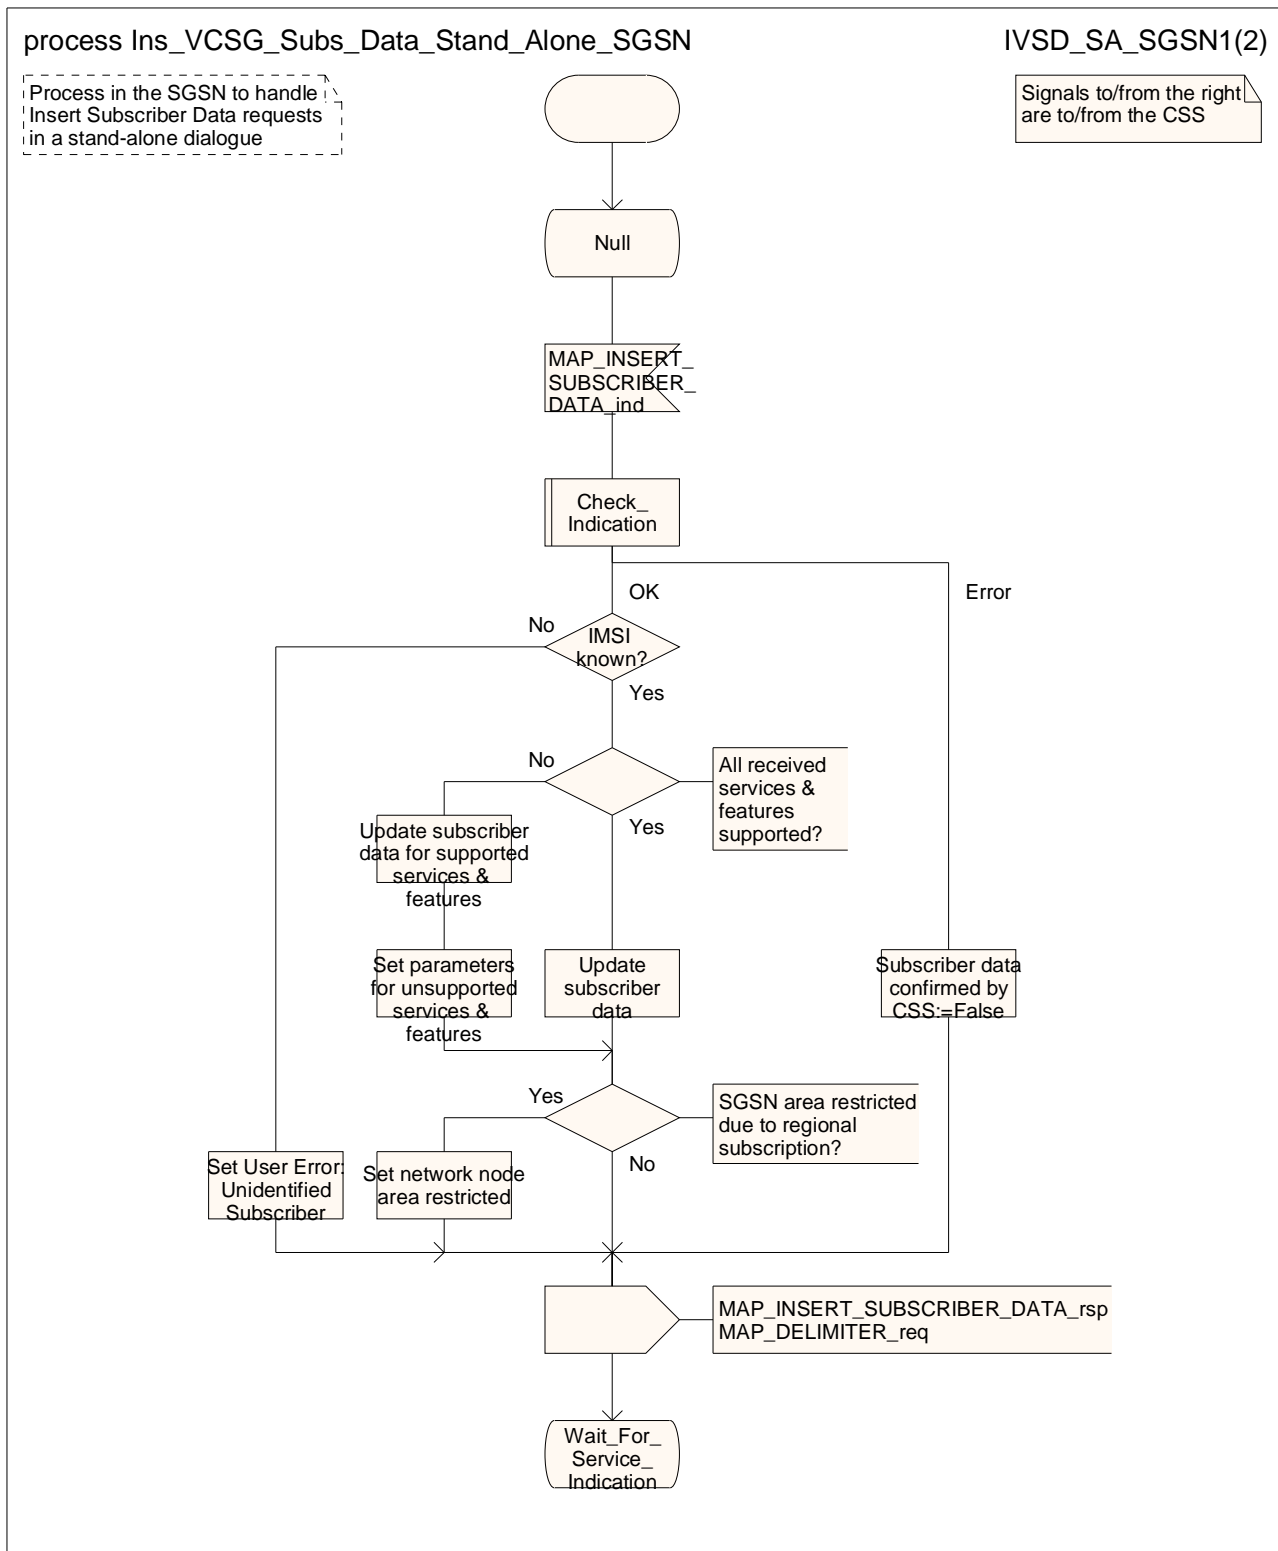 process Ins_VCSG_Subs_Data_Stand_Alone_SGSN
IVSD_SA_SGSN1(2)
Process in the SGSN to handle
Insert Subscriber Data requests
in a stand-alone dialogue
Signals to/from the right
are to/from the CSS
Null
MAP_INSERT_
SUBSCRIBER_
DATA_ind
Check_
Indication
OK
Error
No
IMSI
known?
Yes
No
All received
services &
features
supported?
Yes
Update subscriber
data for supported
services &
features
Set parameters
for unsupported
services &
features
Update
subscriber
data
Subscriber data
confirmed by
CSS:=False
Yes
SGSN area restricted
due to regional
subscription?
No
Set User Error:
Unidentified
Subscriber
Set network node
area restricted
MAP_INSERT_SUBSCRIBER_DATA_rsp
MAP_DELIMITER_req
Wait_For_
Service_
Indication